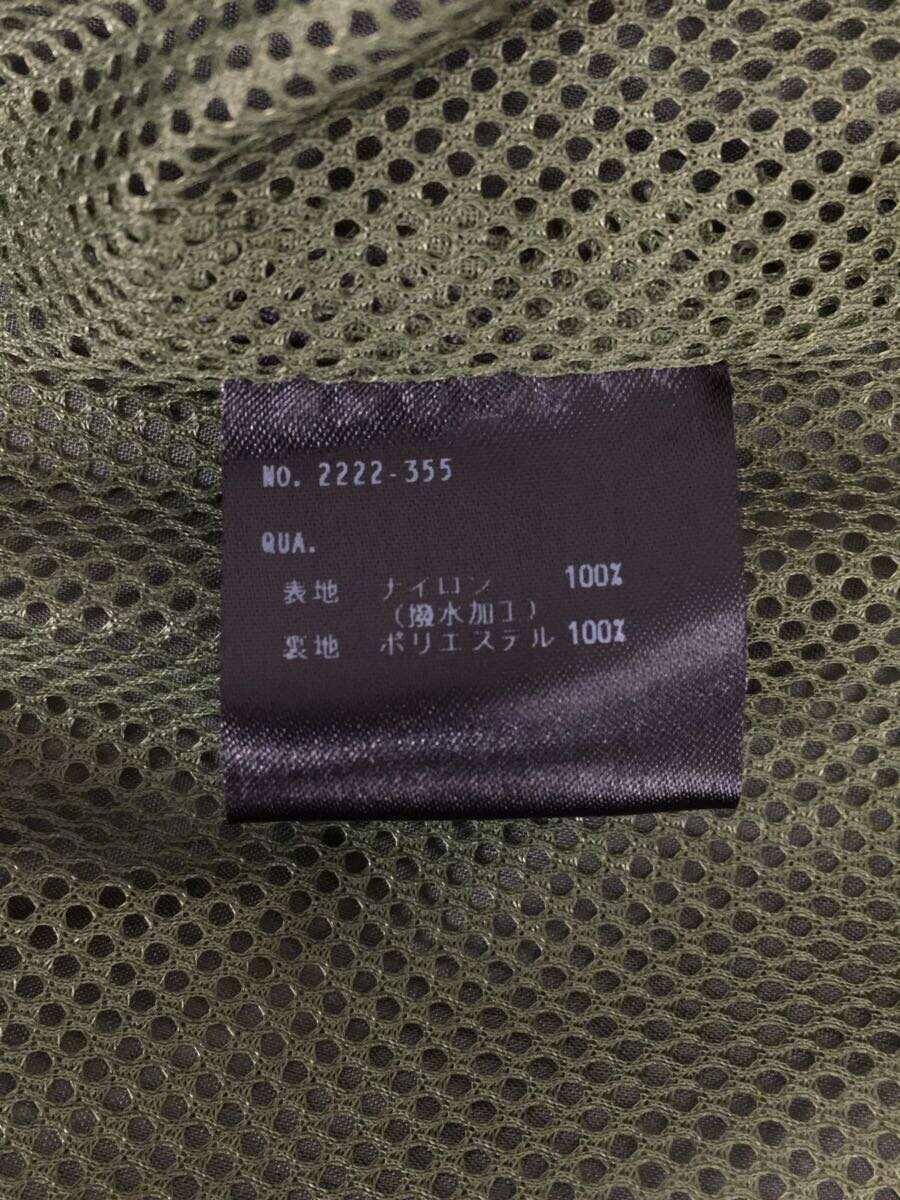 NO. 2222-355
QUA.
表地 ナイロン 100%
(撥水加工)
裏地 ポリエステル 100%